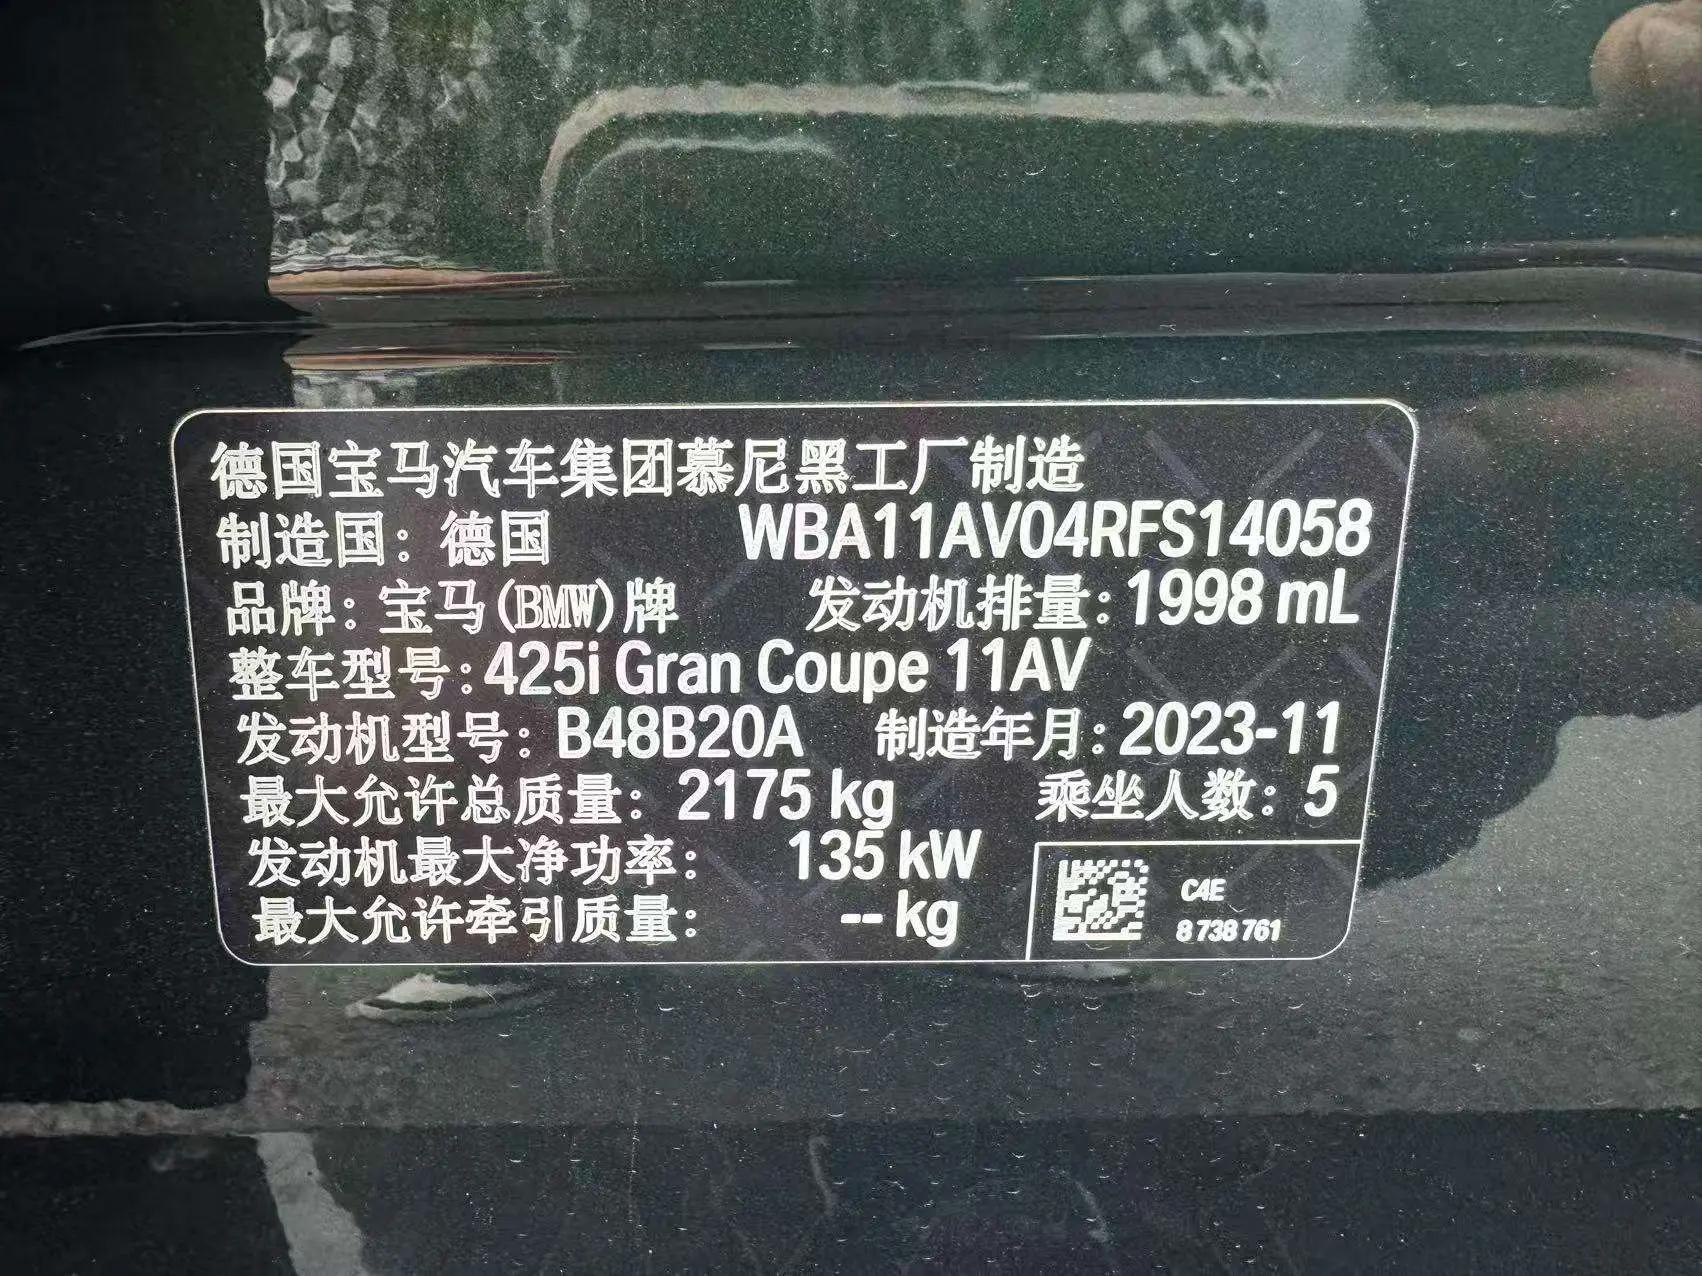 德国宝马汽车集团慕尼黑工厂制造
制造国：德国 WBA11AV04RFS14058
品牌：宝马(BMW)牌 发动机排量：1998 mL
整车型号：425i Gran Coupe 11AV
发动机型号：B48B20A 制造年月：2023-11
最大允许总质量：2175 kg 乘坐人数：5
发动机最大净功率：135 kW
最大允许牵引质量：-- kg
C4E
8 738 761